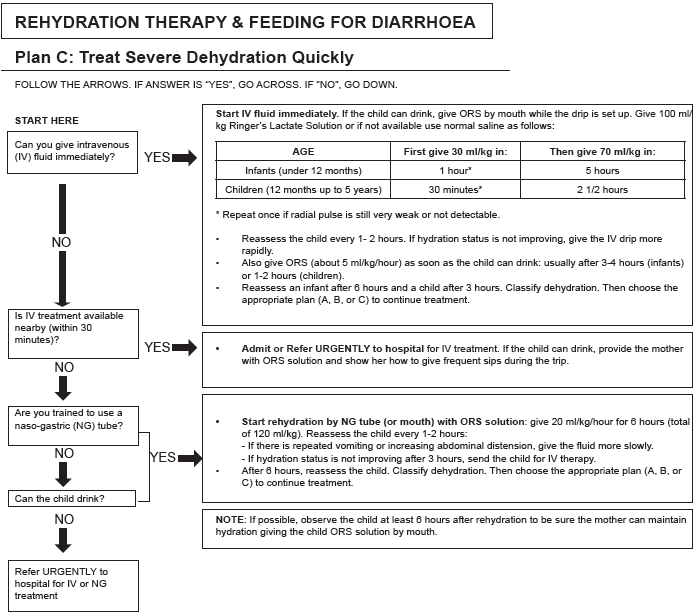 REHYDRATION THERAPY & FEEDING FOR DIARRHOEA
Plan C: Treat Severe Dehydration Quickly
FOLLOW THE ARROWS. IF ANSWER IS “YES”, GO ACROSS. IF “NO”, GO DOWN.
START HERE
Can you give intravenous
(IV) fluid immediately?
YES
Start IV fluid immediately. If the child can drink, give ORS by mouth while the drip is set up. Give 100 ml/
kg Ringer’s Lactate Solution or if not available use normal saline as follows:
AGE First give 30 ml/kg in: Then give 70 ml/kg in:
Infants (under 12 months) 1 hour* 5 hours
Children (12 months up to 5 years) 30 minutes* 2 1/2 hours
* Repeat once if radial pulse is still very weak or not detectable.
• Reassess the child every 1- 2 hours. If hydration status is not improving, give the IV drip more
rapidly.
• Also give ORS (about 5 ml/kg/hour) as soon as the child can drink: usually after 3-4 hours (infants)
or 1-2 hours (children).
• Reassess an infant after 6 hours and a child after 3 hours. Classify dehydration. Then choose the
appropriate plan (A, B, or C) to continue treatment.
NO
Is IV treatment available
nearby (within 30
minutes)?
YES
• Admit or Refer URGENTLY to hospital for IV treatment. If the child can drink, provide the mother
with ORS solution and show her how to give frequent sips during the trip.
NO
Are you trained to use a
naso-gastric (NG) tube?
NO
YES
• Start rehydration by NG tube (or mouth) with ORS solution: give 20 ml/kg/hour for 6 hours (total
of 120 ml/kg). Reassess the child every 1-2 hours:
- If there is repeated vomiting or increasing abdominal distension, give the fluid more slowly.
- If hydration status is not improving after 3 hours, send the child for IV therapy.
• After 6 hours, reassess the child. Classify dehydration. Then choose the appropriate plan (A, B, or
C) to continue treatment.
Can the child drink?
NO
NOTE: If possible, observe the child at least 6 hours after rehydration to be sure the mother can maintain
hydration giving the child ORS solution by mouth.
Refer URGENTLY to
hospital for IV or NG
treatment